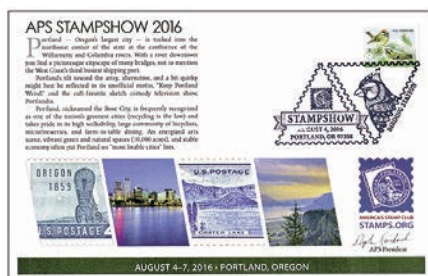 APS STAMPSHOW 2016
Portland — Oregon's largest city — is tucked into the
northwest corner of the state at the confluence of the
Willamette and Columbia rivers. With a river downtown
you find a picturesque cityscape of many bridges, not to mention
the West Coast's third busiest shipping port.
Portland's tilt toward the artsy, alternative, and a bit quirky
might best be reflected in its unofficial motto, "Keep Portland
Weird," and the cult-favorite sketch comedy television show,
Portlandia.
Portland, nicknamed the Rose City, is frequently recognized
as one of the nation's greenest cities (recycling is the law) and
takes pride in its high walkability, large community of bicyclists,
microbreweries, and farm-to-table dining. An energized arts
scene, vibrant green and natural spaces (10,000 acres), and stable
economy often put Portland on "most livable cities" lists.
STAMPSHOW
AUGUST 4, 2016
PORTLAND, OR 97208
OREGON
1859
U.S. POSTAGE
CRATER LAKE
U.S. POSTAGE
AMERICA'S STAMP CLUB
STAMPS.ORG
APS President
AUGUST 4–7, 2016 • PORTLAND, OREGON